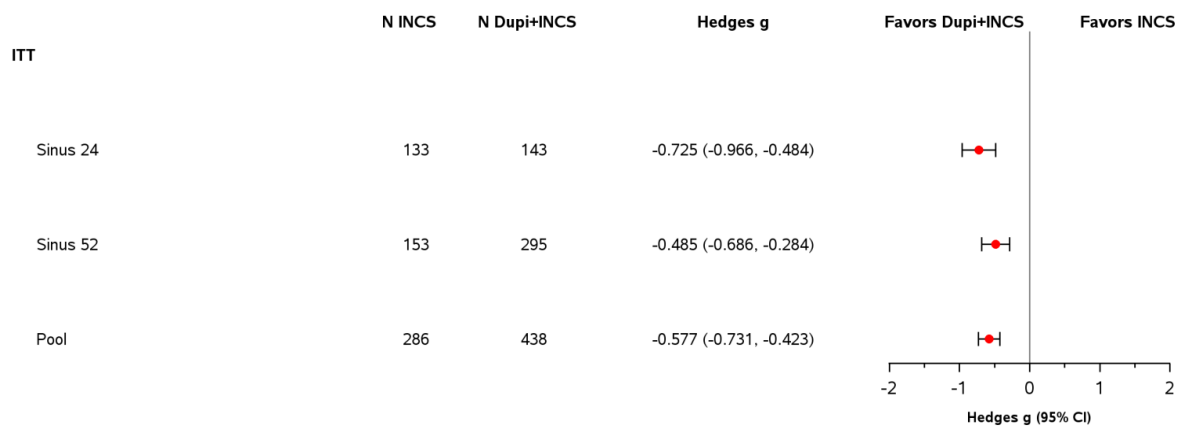 N INCS N Dupi+INCS Hedges g Favors Dupi+INCS Favors INCS
ITT
Sinus 24 133 143 -0.725 (-0.966, -0.484)
Sinus 52 153 295 -0.485 (-0.686, -0.284)
Pool 286 438 -0.577 (-0.731, -0.423)
-2 -1 0 1 2
Hedges g (95% CI)